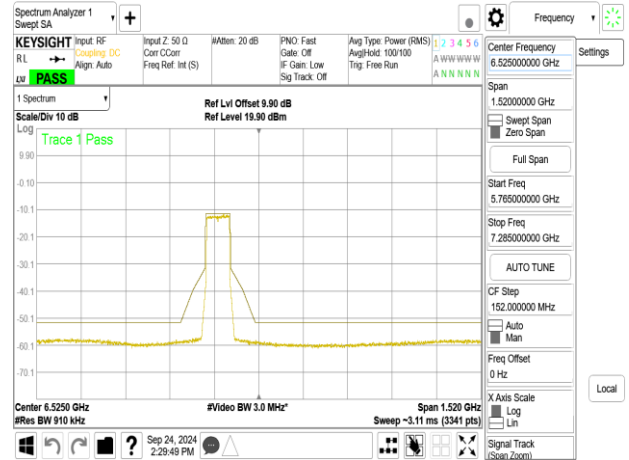 Spectrum Analyzer 1
Swept SA
+
Frequency
KEYSIGHT
Input: RF
Coupling: DC
Align: Auto
Input Z: 50 Ω
Corr CCorr
Freq Ref: Int (S)
#Atten: 20 dB
PNO: Fast
Gate: Off
IF Gain: Low
Sig Track: Off
Avg Type: Power (RMS)
Avg|Hold: 100/100
Trig: Free Run
1 2 3 4 5 6
A W W W W W
A N N N N N
R L
LXI
PASS
1 Spectrum
Scale/Div 10 dB
Ref Lvl Offset 9.90 dB
Ref Level 19.90 dBm
Log
Trace 1 Pass
9.90
-0.10
-10.1
-20.1
-30.1
-40.1
-50.1
-60.1
-70.1
Center 6.5250 GHz
#Res BW 910 kHz
#Video BW 3.0 MHz*
Span 1.520 GHz
Sweep ~3.11 ms (3341 pts)
?
Sep 24, 2024
2:29:49 PM
Center Frequency
6.525000000 GHz
Span
1.52000000 GHz
Swept Span
Zero Span
Full Span
Start Freq
5.765000000 GHz
Stop Freq
7.285000000 GHz
AUTO TUNE
CF Step
152.000000 MHz
Auto
Man
Freq Offset
0 Hz
X Axis Scale
Log
Lin
Signal Track
(Span Zoom)
Settings
Local